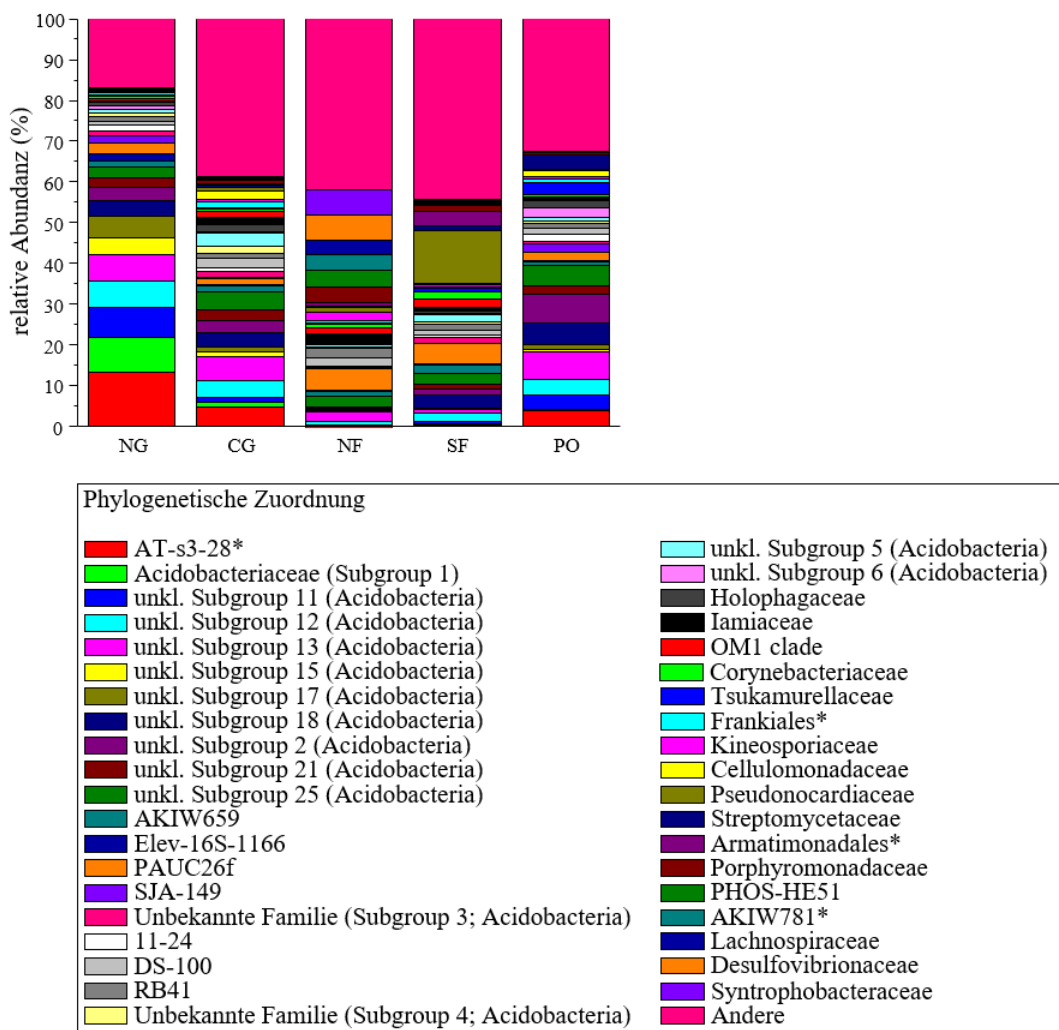 100
90
80
70
60
50
40
30
20
10
0
relative Abundanz (%)
NG CG NF SF PO
Phylogenetische Zuordnung
AT-s3-28*
Acidobacteriaceae (Subgroup 1)
unkl. Subgroup 11 (Acidobacteria)
unkl. Subgroup 12 (Acidobacteria)
unkl. Subgroup 13 (Acidobacteria)
unkl. Subgroup 15 (Acidobacteria)
unkl. Subgroup 17 (Acidobacteria)
unkl. Subgroup 18 (Acidobacteria)
unkl. Subgroup 2 (Acidobacteria)
unkl. Subgroup 21 (Acidobacteria)
unkl. Subgroup 25 (Acidobacteria)
AKIW659
Elev-16S-1166
PAUC26f
SJA-149
Unbekannte Familie (Subgroup 3; Acidobacteria)
11-24
DS-100
RB41
Unbekannte Familie (Subgroup 4; Acidobacteria)
unkl. Subgroup 5 (Acidobacteria)
unkl. Subgroup 6 (Acidobacteria)
Holophagaceae
Iamiaceae
OM1 clade
Corynebacteriaceae
Tsukamurellaceae
Frankiales*
Kineosporiaceae
Cellulomonadaceae
Pseudonocardiaceae
Streptomycetaceae
Armatimonadales*
Porphyromonadaceae
PHOS-HE51
AKIW781*
Lachnospiraceae
Desulfovibrionaceae
Syntrophobacteraceae
Andere